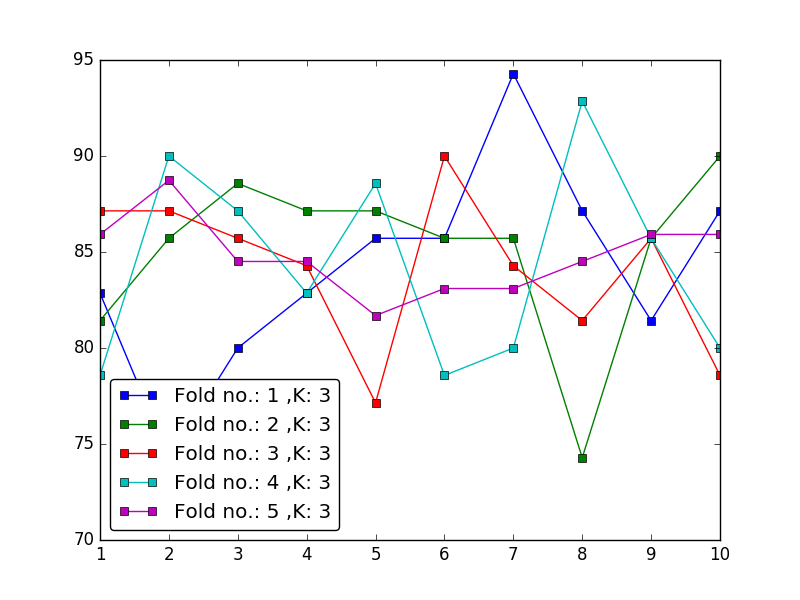 95
90
85
80
75
70
Fold no.: 1 ,K: 3
Fold no.: 2 ,K: 3
Fold no.: 3 ,K: 3
Fold no.: 4 ,K: 3
Fold no.: 5 ,K: 3
1 2 3 4 5 6 7 8 9 10